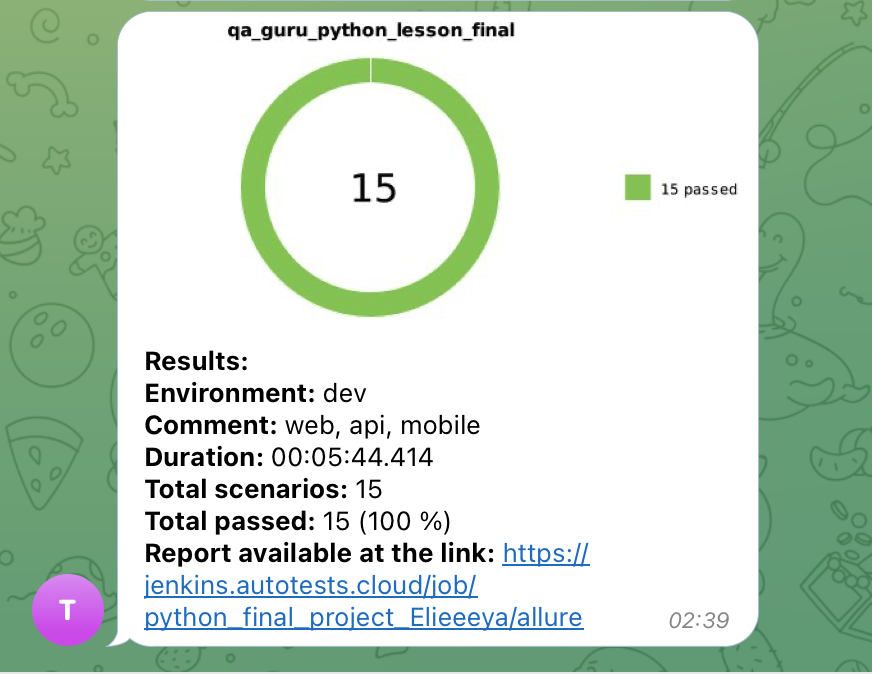 qa_guru_python_lesson_final
15
15 passed
Results:
Environment: dev
Comment: web, api, mobile
Duration: 00:05:44.414
Total scenarios: 15
Total passed: 15 (100 %)
Report available at the link: https://
jenkins.autotests.cloud/job/
python_final_project_Elieeeya/allure
02:39
T